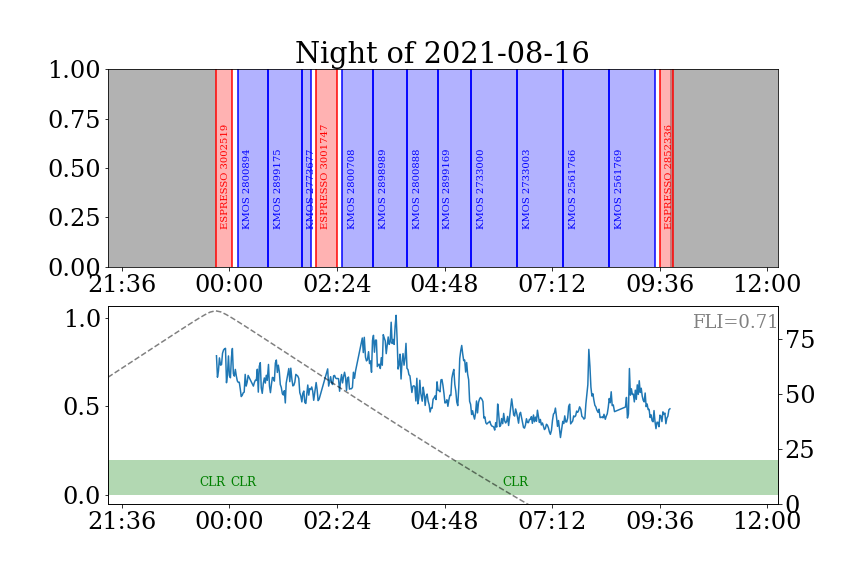 Night of 2021-08-16
1.00
0.75
0.50
0.25
0.00
ESPRESSO 3002519
KMOS 2800894
KMOS 2899175
KMOS 2773677
ESPRESSO 3001747
KMOS 2800708
KMOS 2898989
KMOS 2800888
KMOS 2899169
KMOS 2733000
KMOS 2733003
KMOS 2561766
KMOS 2561769
ESPRESSO 2852336
21:36 00:00 02:24 04:48 07:12 09:36 12:00
FLI=0.71
1.0
0.5
0.0
75
50
25
0
CLR CLR CLR
21:36 00:00 02:24 04:48 07:12 09:36 12:00